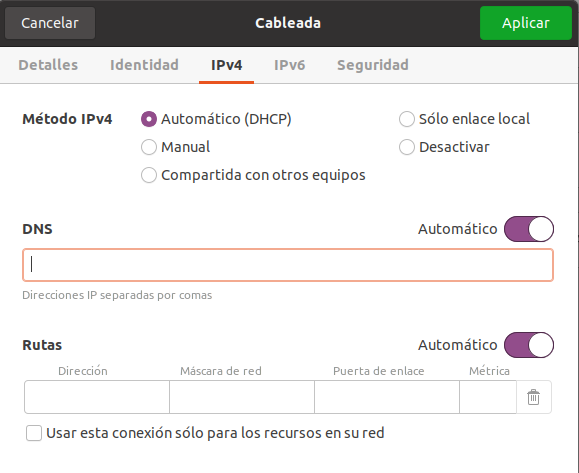 Cancelar Cableada Aplicar
Detalles Identidad IPv4 IPv6 Seguridad
Método IPv4 Automático (DHCP) Sólo enlace local
Manual Desactivar
Compartida con otros equipos
DNS Automático
Direcciones IP separadas por comas
Rutas Automático
Dirección Máscara de red Puerta de enlace Métrica
Usar esta conexión sólo para los recursos en su red